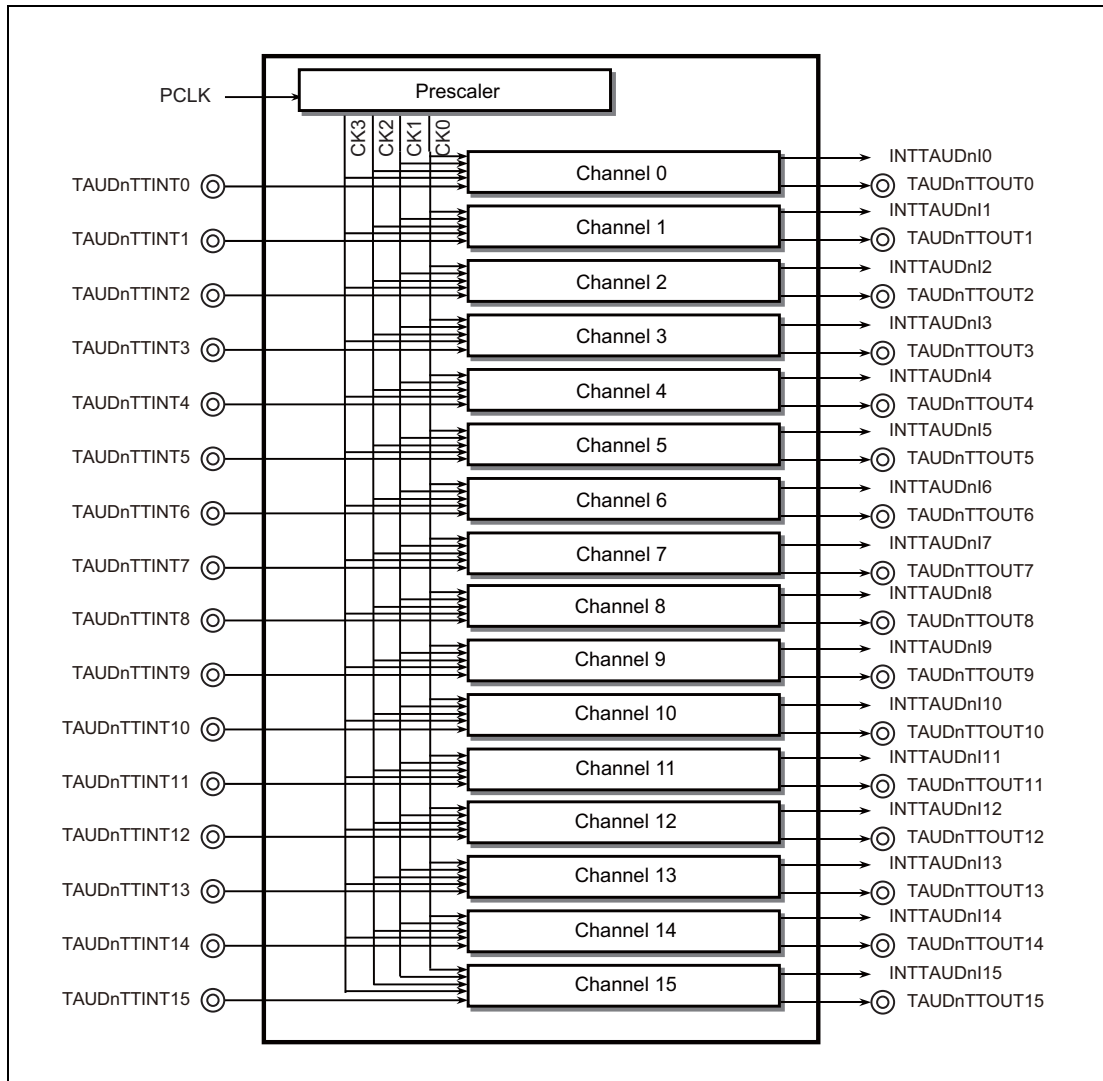 PCLK
Prescaler
CK3
CK2
CK1
CK0
TAUDnTTINT0
Channel 0
INTTAUDnI0
TAUDnTTOUT0
TAUDnTTINT1
Channel 1
INTTAUDnI1
TAUDnTTOUT1
TAUDnTTINT2
Channel 2
INTTAUDnI2
TAUDnTTOUT2
TAUDnTTINT3
Channel 3
INTTAUDnI3
TAUDnTTOUT3
TAUDnTTINT4
Channel 4
INTTAUDnI4
TAUDnTTOUT4
TAUDnTTINT5
Channel 5
INTTAUDnI5
TAUDnTTOUT5
TAUDnTTINT6
Channel 6
INTTAUDnI6
TAUDnTTOUT6
TAUDnTTINT7
Channel 7
INTTAUDnI7
TAUDnTTOUT7
TAUDnTTINT8
Channel 8
INTTAUDnI8
TAUDnTTOUT8
TAUDnTTINT9
Channel 9
INTTAUDnI9
TAUDnTTOUT9
TAUDnTTINT10
Channel 10
INTTAUDnI10
TAUDnTTOUT10
TAUDnTTINT11
Channel 11
INTTAUDnI11
TAUDnTTOUT11
TAUDnTTINT12
Channel 12
INTTAUDnI12
TAUDnTTOUT12
TAUDnTTINT13
Channel 13
INTTAUDnI13
TAUDnTTOUT13
TAUDnTTINT14
Channel 14
INTTAUDnI14
TAUDnTTOUT14
TAUDnTTINT15
Channel 15
INTTAUDnI15
TAUDnTTOUT15